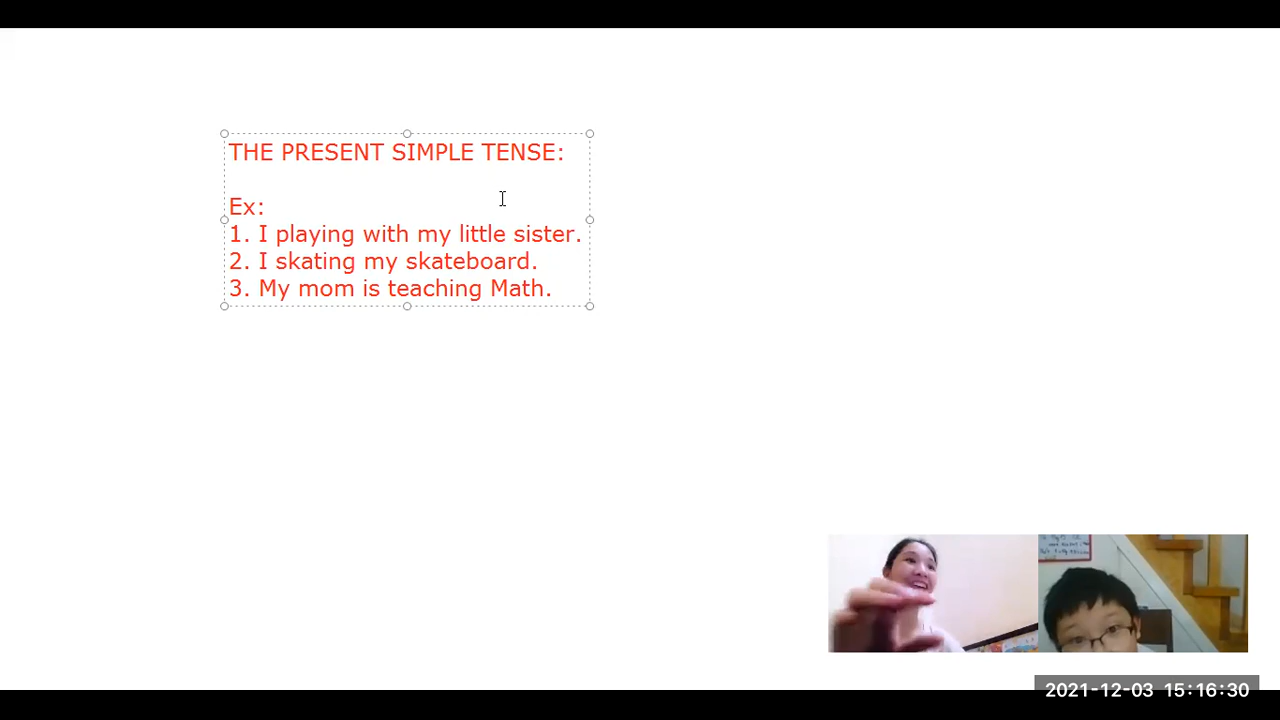 THE PRESENT SIMPLE TENSE:
Ex:
1. I playing with my little sister.
2. I skating my skateboard.
3. My mom is teaching Math.
2021-12-03 15:16:30